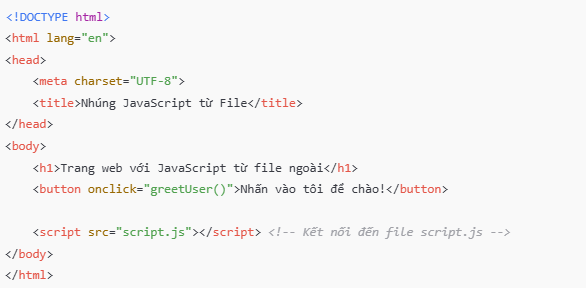 <!DOCTYPE html>
<html lang="en">
<head>
    <meta charset="UTF-8">
    <title>Nhúng JavaScript từ File</title>
</head>
<body>
    <h1>Trang web với JavaScript từ file ngoài</h1>
    <button onclick="greetUser()">Nhấn vào tôi để chào!</button>

    <script src="script.js"></script> <!-- Kết nối đến file script.js -->
</body>
</html>